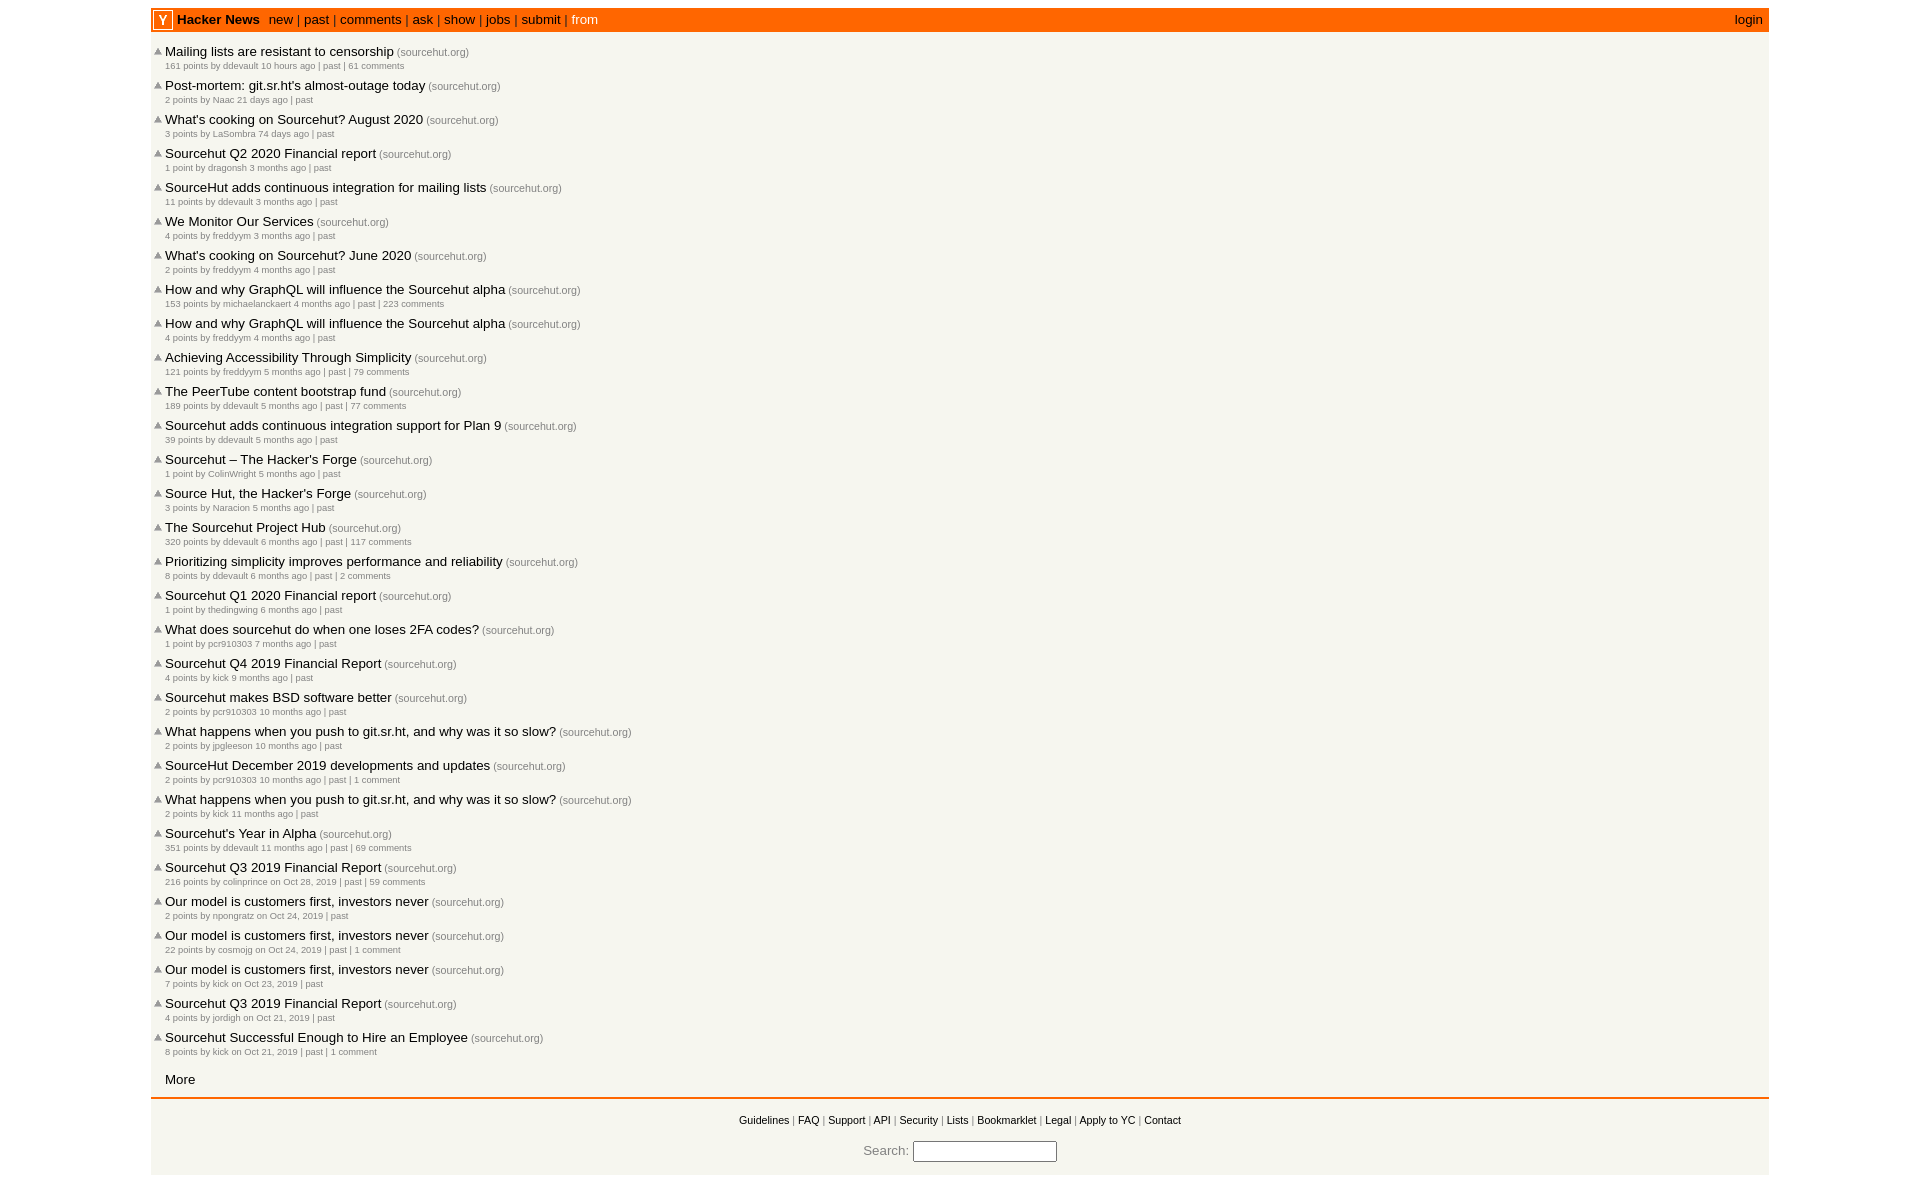 Y Hacker News new | past | comments | ask | show | jobs | submit | from login
Mailing lists are resistant to censorship (sourcehut.org)
161 points by ddevault 10 hours ago | past | 61 comments
Post-mortem: git.sr.ht's almost-outage today (sourcehut.org)
2 points by Naac 21 days ago | past
What's cooking on Sourcehut? August 2020 (sourcehut.org)
3 points by LaSombra 74 days ago | past
Sourcehut Q2 2020 Financial report (sourcehut.org)
1 point by dragonsh 3 months ago | past
SourceHut adds continuous integration for mailing lists (sourcehut.org)
11 points by ddevault 3 months ago | past
We Monitor Our Services (sourcehut.org)
4 points by freddyym 3 months ago | past
What's cooking on Sourcehut? June 2020 (sourcehut.org)
2 points by freddyym 4 months ago | past
How and why GraphQL will influence the Sourcehut alpha (sourcehut.org)
153 points by michaelanckaert 4 months ago | past | 223 comments
How and why GraphQL will influence the Sourcehut alpha (sourcehut.org)
4 points by freddyym 4 months ago | past
Achieving Accessibility Through Simplicity (sourcehut.org)
121 points by freddyym 5 months ago | past | 79 comments
The PeerTube content bootstrap fund (sourcehut.org)
189 points by ddevault 5 months ago | past | 77 comments
Sourcehut adds continuous integration support for Plan 9 (sourcehut.org)
39 points by ddevault 5 months ago | past
Sourcehut – The Hacker's Forge (sourcehut.org)
1 point by ColinWright 5 months ago | past
Source Hut, the Hacker's Forge (sourcehut.org)
3 points by Naracion 5 months ago | past
The Sourcehut Project Hub (sourcehut.org)
320 points by ddevault 6 months ago | past | 117 comments
Prioritizing simplicity improves performance and reliability (sourcehut.org)
8 points by ddevault 6 months ago | past | 2 comments
Sourcehut Q1 2020 Financial report (sourcehut.org)
1 point by thedingwing 6 months ago | past
What does sourcehut do when one loses 2FA codes? (sourcehut.org)
1 point by pcr910303 7 months ago | past
Sourcehut Q4 2019 Financial Report (sourcehut.org)
4 points by kick 9 months ago | past
Sourcehut makes BSD software better (sourcehut.org)
2 points by pcr910303 10 months ago | past
What happens when you push to git.sr.ht, and why was it so slow? (sourcehut.org)
2 points by jpgleeson 10 months ago | past
SourceHut December 2019 developments and updates (sourcehut.org)
2 points by pcr910303 10 months ago | past | 1 comment
What happens when you push to git.sr.ht, and why was it so slow? (sourcehut.org)
2 points by kick 11 months ago | past
Sourcehut's Year in Alpha (sourcehut.org)
351 points by ddevault 11 months ago | past | 69 comments
Sourcehut Q3 2019 Financial Report (sourcehut.org)
216 points by colinprince on Oct 28, 2019 | past | 59 comments
Our model is customers first, investors never (sourcehut.org)
2 points by npongratz on Oct 24, 2019 | past
Our model is customers first, investors never (sourcehut.org)
22 points by cosmojg on Oct 24, 2019 | past | 1 comment
Our model is customers first, investors never (sourcehut.org)
7 points by kick on Oct 23, 2019 | past
Sourcehut Q3 2019 Financial Report (sourcehut.org)
4 points by jordigh on Oct 21, 2019 | past
Sourcehut Successful Enough to Hire an Employee (sourcehut.org)
8 points by kick on Oct 21, 2019 | past | 1 comment
More
Guidelines | FAQ | Support | API | Security | Lists | Bookmarklet | Legal | Apply to YC | Contact
Search: